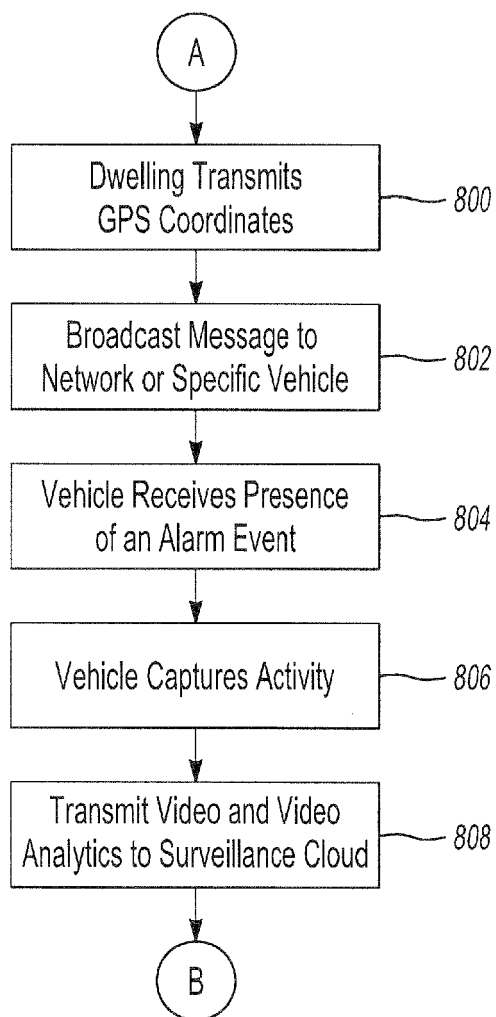 A
Dwelling Transmits
GPS Coordinates
800
Broadcast Message to
Network or Specific Vehicle
802
Vehicle Receives Presence
of an Alarm Event
804
Vehicle Captures Activity
806
Transmit Video and Video
Analytics to Surveillance Cloud
808
B